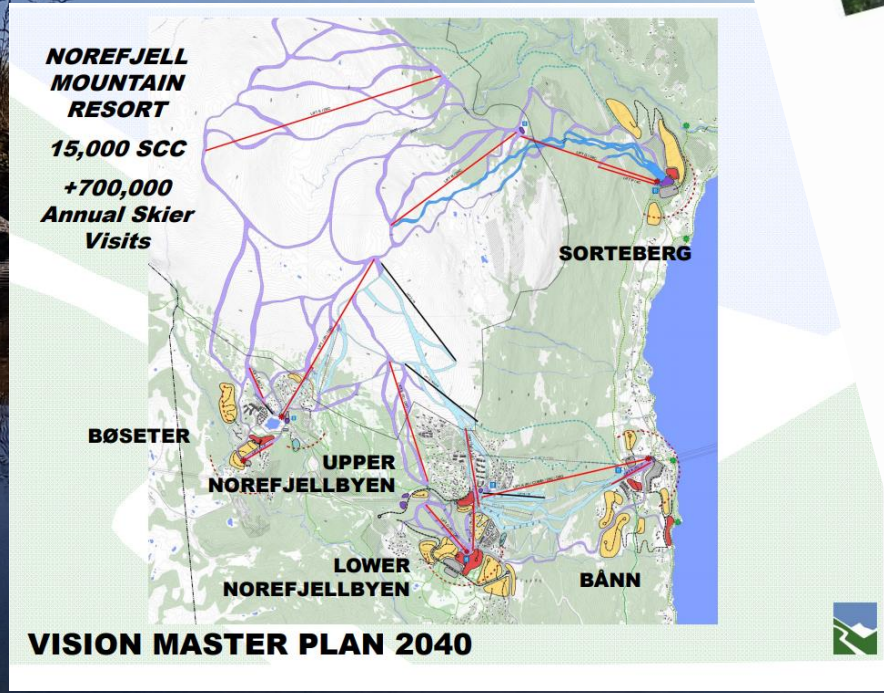 NOREFJELL
MOUNTAIN
RESORT
15,000 SCC
+700,000
Annual Skier
Visits
SORTEBERG
BØSETER
UPPER
NOREFJELLBYEN
LOWER
NOREFJELLBYEN
BÅNN
VISION MASTER PLAN 2040